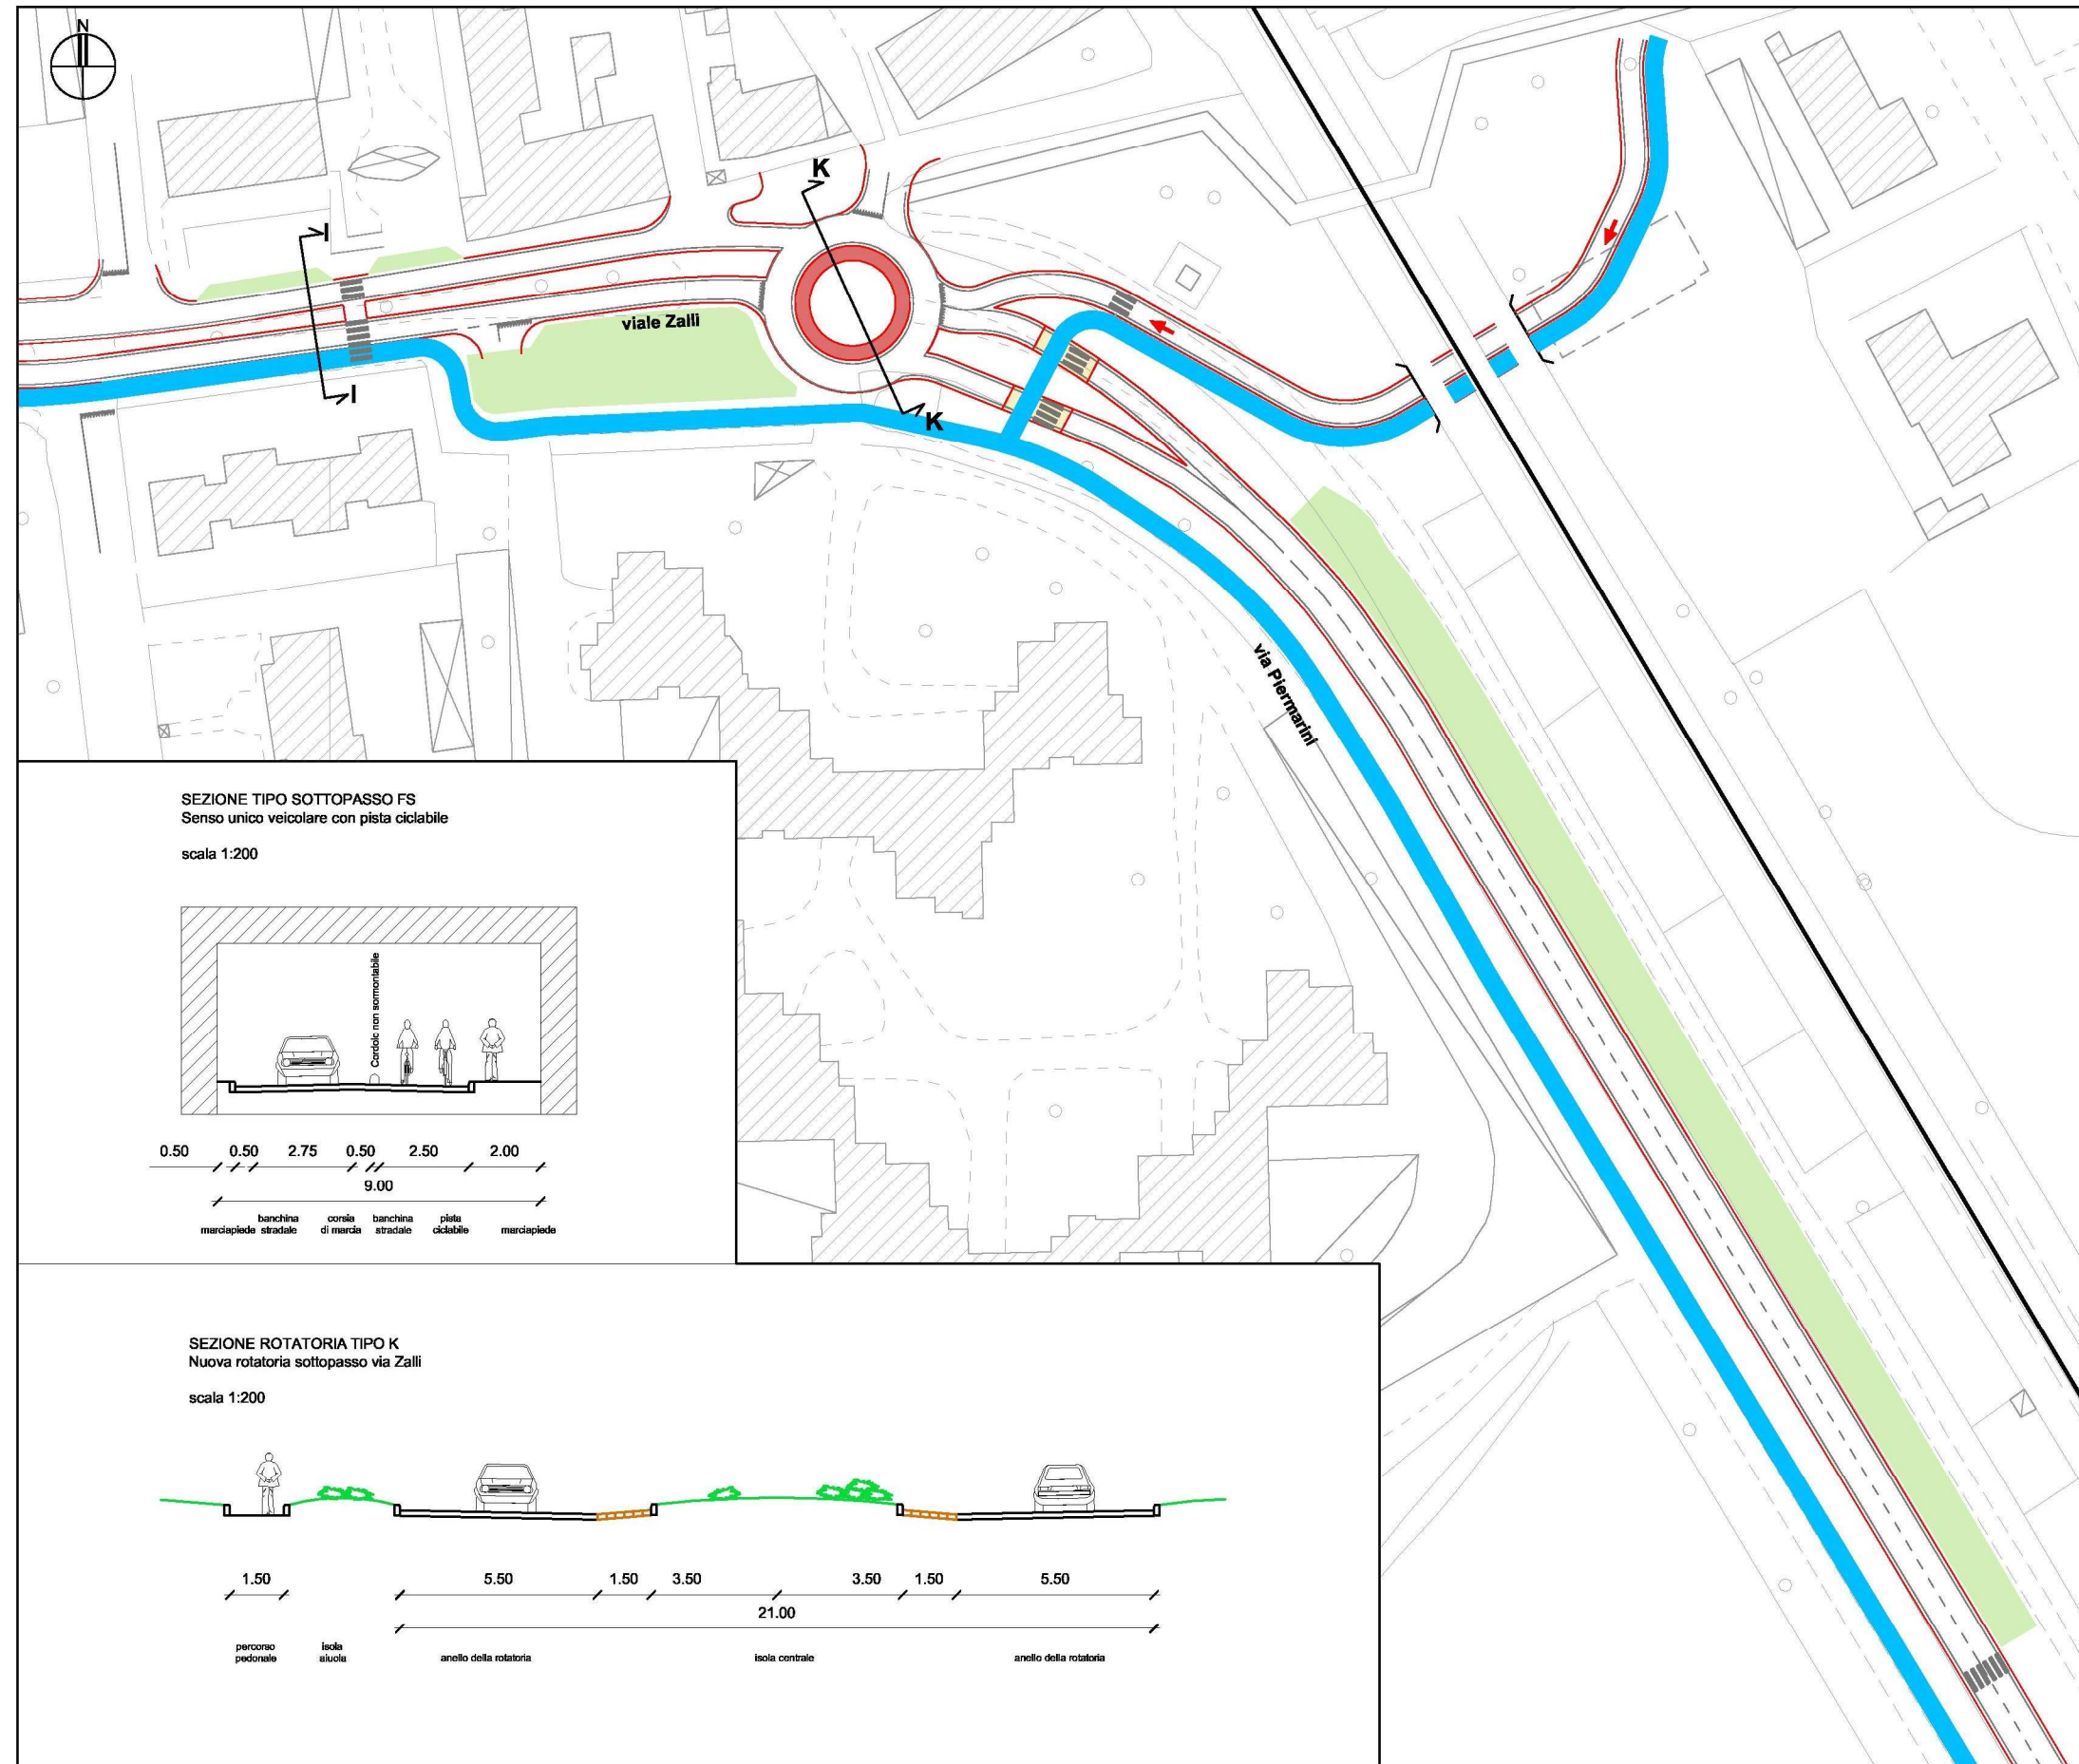 N
K
I
viale Zalli
I
K
via Piermarini
SEZIONE TIPO SOTTOPASSO FS
Senso unico veicolare con pista ciclabile
scala 1:200
Cordolo non sormontabile
0.50 0.50 2.75 0.50 2.50 2.00
9.00
marciapiede banchina stradale corsia di marcia banchina stradale pista ciclabile marciapiede
SEZIONE ROTATORIA TIPO K
Nuova rotatoria sottopasso via Zalli
scala 1:200
1.50 5.50 1.50 3.50 3.50 1.50 5.50
21.00
percorso pedonale isola aiuola anello della rotatoria isola centrale anello della rotatoria